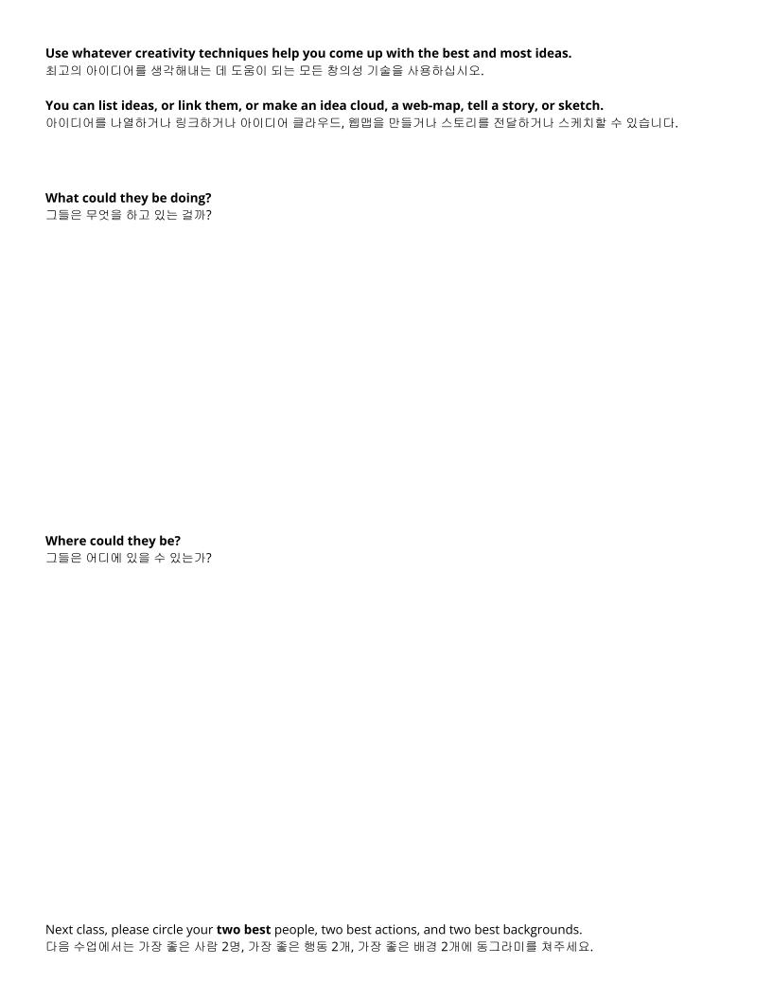 Use whatever creativity techniques help you come up with the best and most ideas.
최고의 아이디어를 생각해내는 데 도움이 되는 모든 창의성 기술을 사용하십시오.
You can list ideas, or link them, or make an idea cloud, a web-map, tell a story, or sketch.
아이디어를 나열하거나 링크하거나 아이디어 클라우드, 웹맵을 만들거나 스토리를 전달하거나 스케치할 수 있습니다.
What could they be doing?
그들은 무엇을 하고 있는 걸까?
Where could they be?
그들은 어디에 있을 수 있는가?
Next class, please circle your two best people, two best actions, and two best backgrounds.
다음 수업에서는 가장 좋은 사람 2명, 가장 좋은 행동 2개, 가장 좋은 배경 2개에 동그라미를 쳐주세요.